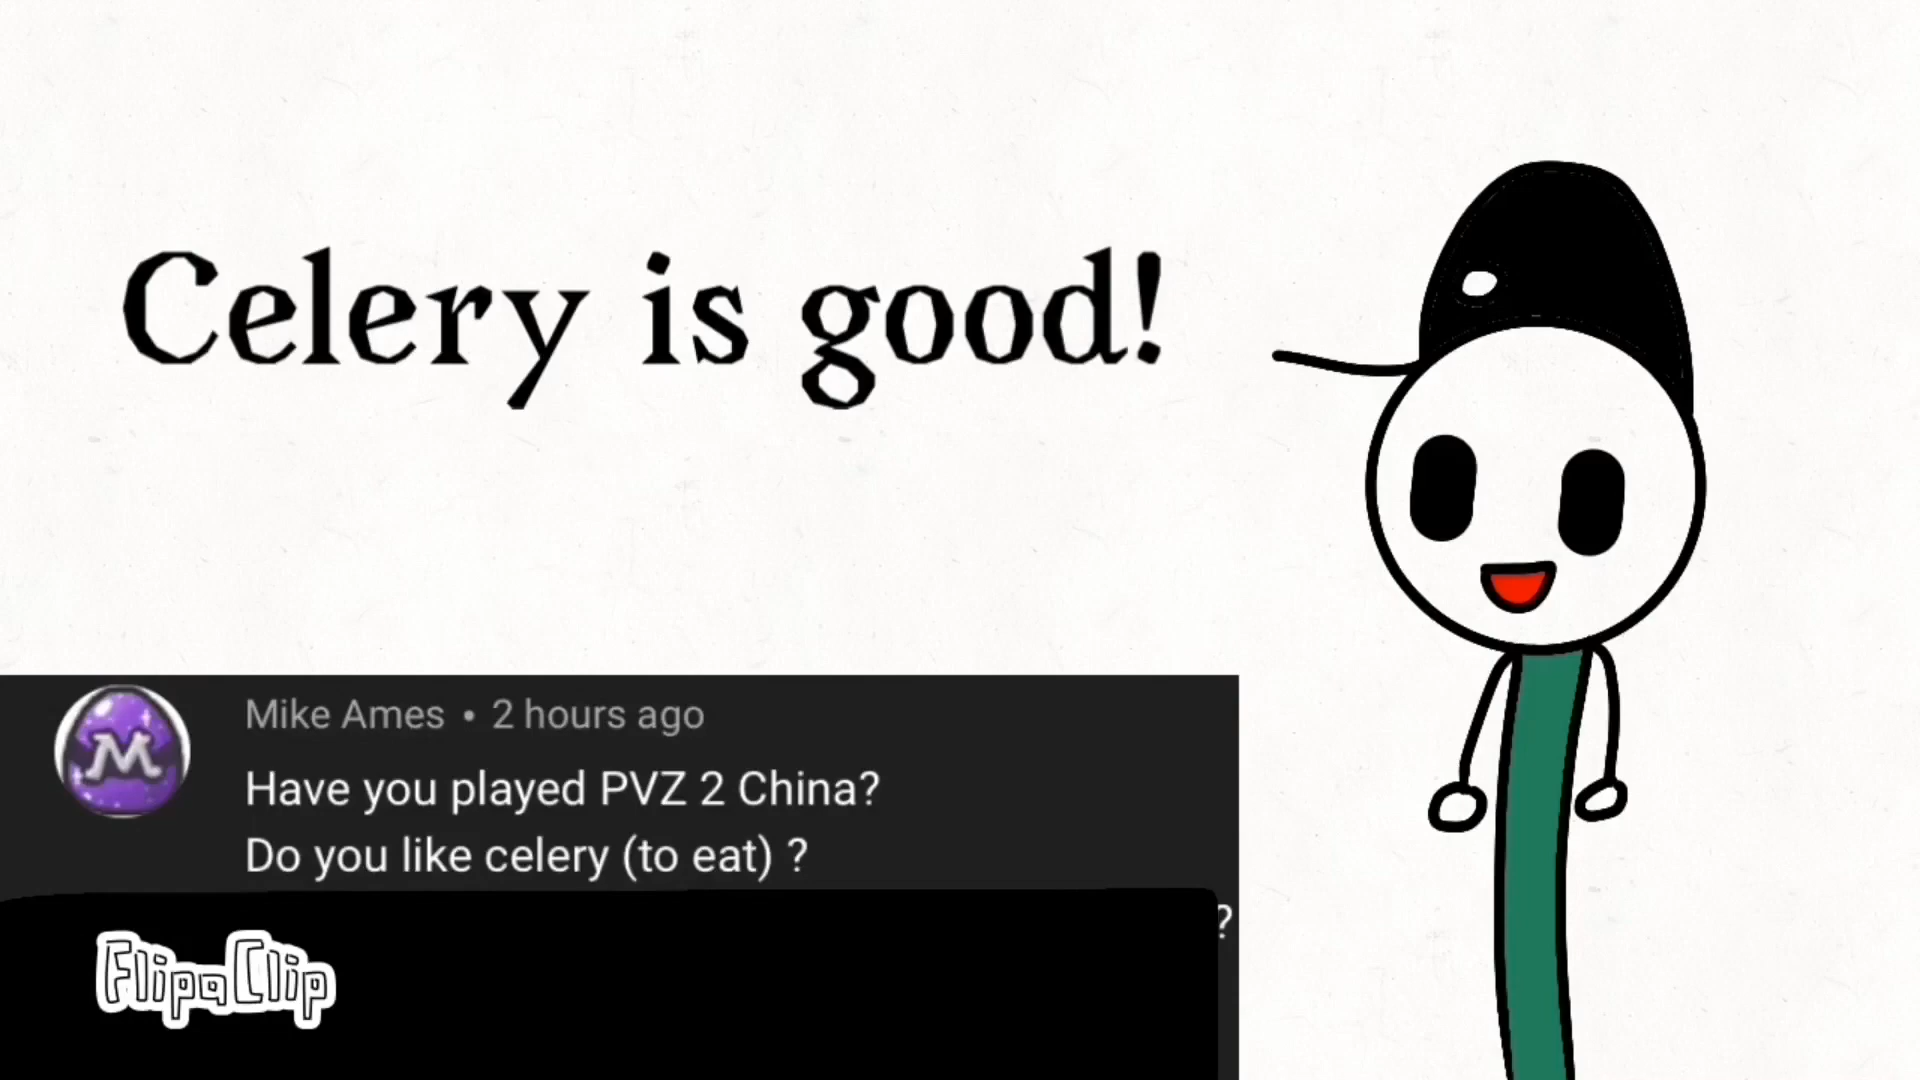 Celery is good!
M
Mike Ames • 2 hours ago
Have you played PVZ 2 China?
Do you like celery (to eat) ?
?
FlipaClip